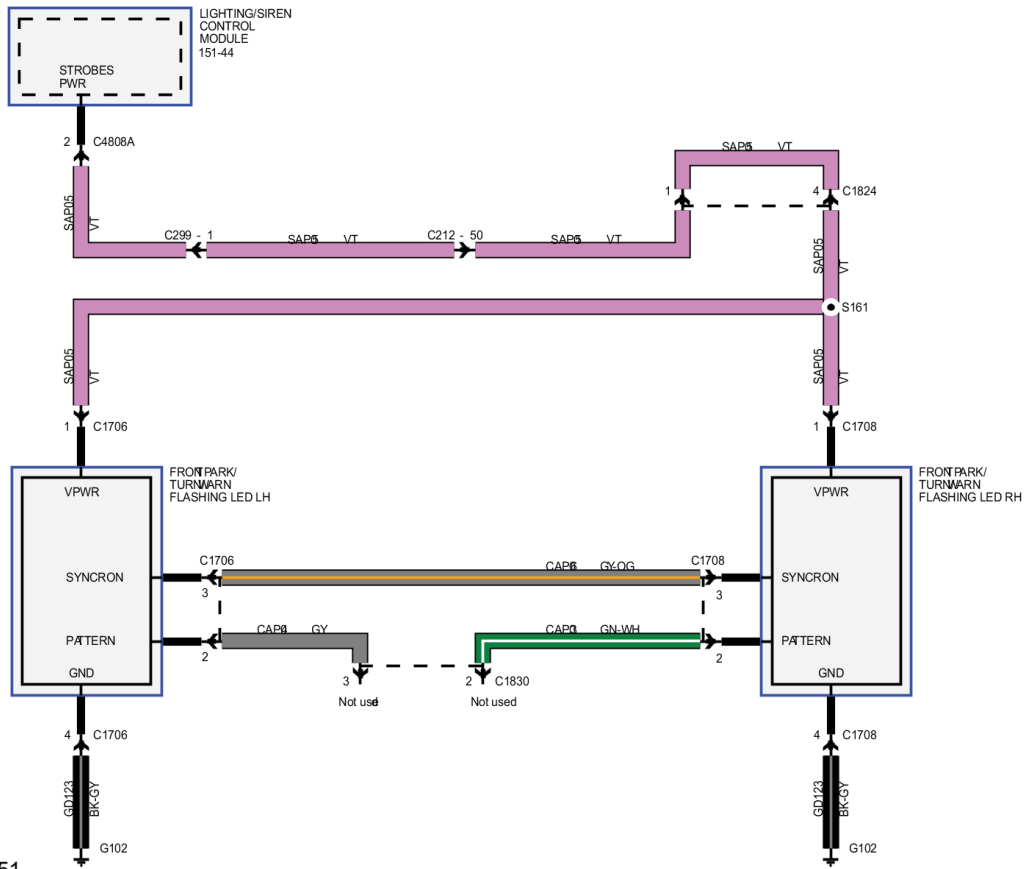 LIGHTING/SIREN
CONTROL
MODULE
151-44
STROBES
PWR
2 C4808A
SAP05 VT
1 4 C1824
SAP05
VT
C299 - 1
SAP05 VT
C212 - 50
SAP05 VT
SAP05
VT
S161
SAP05
VT
SAP05
VT
1 C1706
1 C1708
FRONT PARK/
TURN/WARN
FLASHING LED LH
VPWR
FRONT PARK/
TURN/WARN
FLASHING LED RH
VPWR
C1706
CAP06 GY-OG
C1708
SYNCRON
3
3
SYNCRON
PATTERN
2
CAP04 GY
CAP03 GN-WH
2
PATTERN
GND
3
2 C1830
GND
Not used
Not used
4 C1706
4 C1708
GD123
BK-GY
GD123
BK-GY
G102
G102